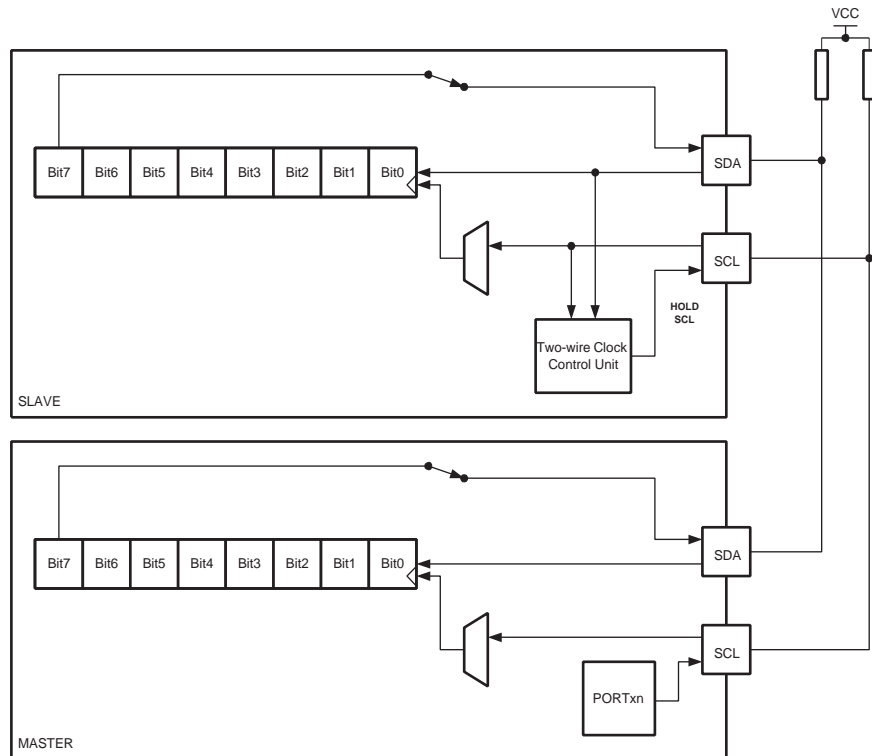 VCC
Bit7 Bit6 Bit5 Bit4 Bit3 Bit2 Bit1 Bit0
SDA
SCL
HOLD
SCL
Two-wire Clock
Control Unit
SLAVE
Bit7 Bit6 Bit5 Bit4 Bit3 Bit2 Bit1 Bit0
SDA
SCL
PORTxn
MASTER